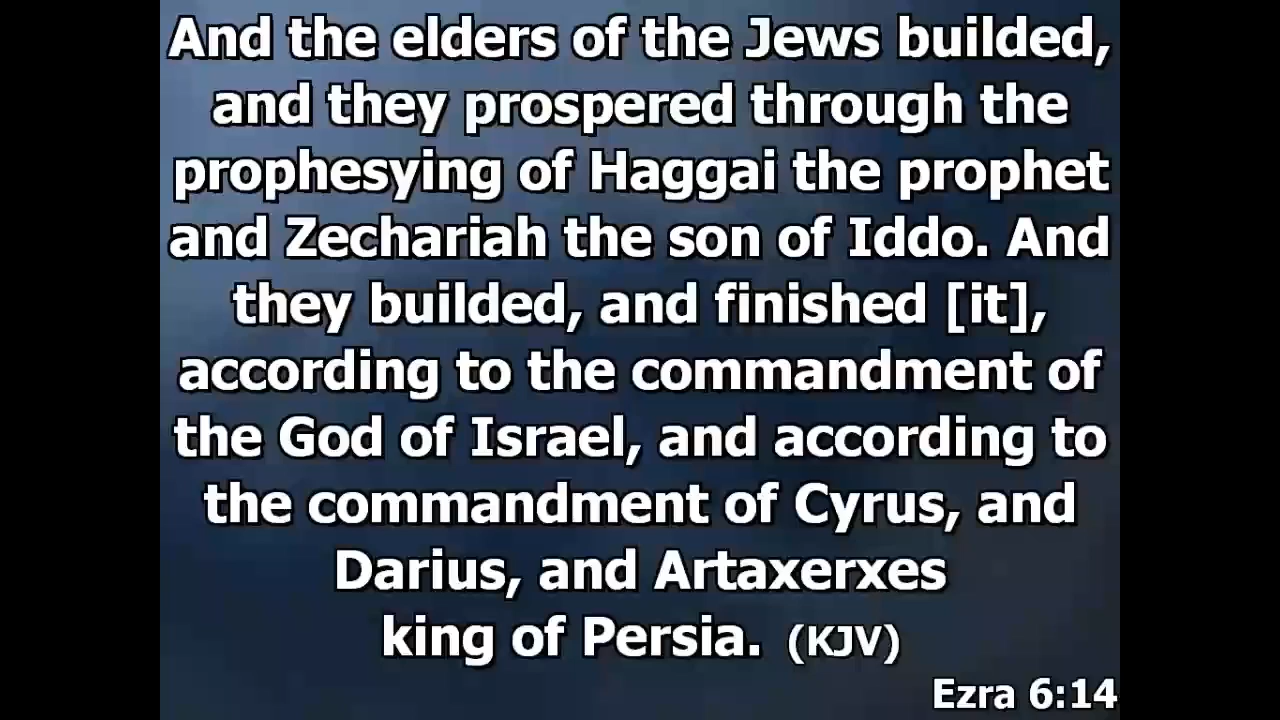 And the elders of the Jews builded,
and they prospered through the
prophesying of Haggai the prophet
and Zechariah the son of Iddo. And
they builded, and finished [it],
according to the commandment of
the God of Israel, and according to
the commandment of Cyrus, and
Darius, and Artaxerxes
king of Persia. (KJV)
Ezra 6:14